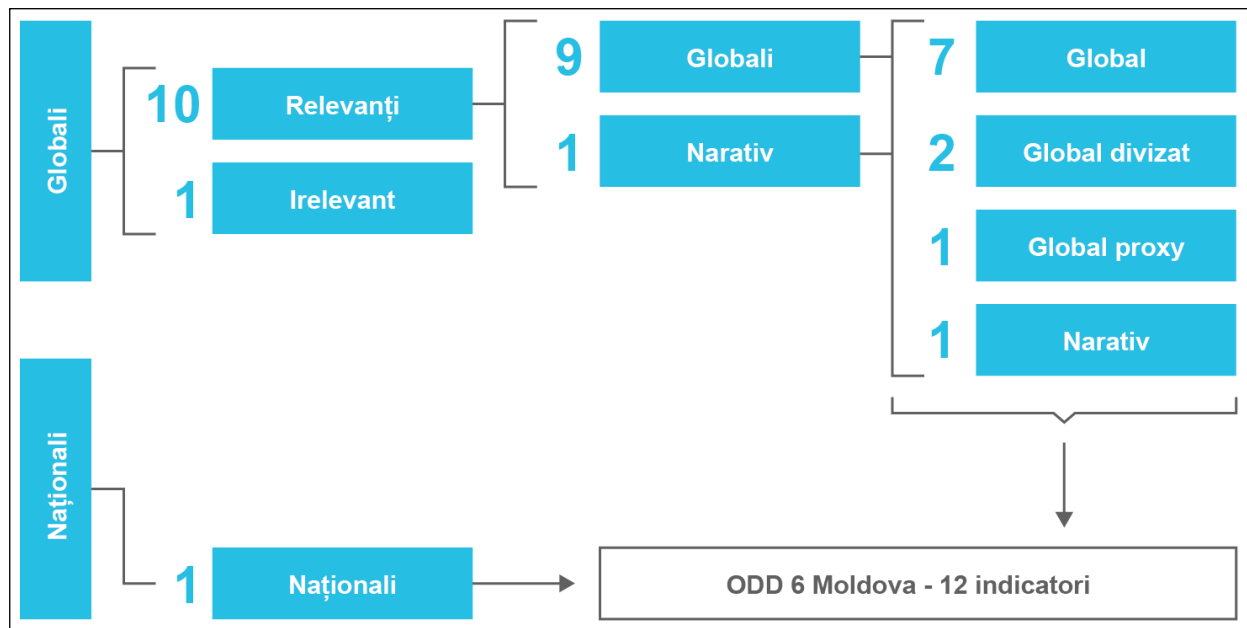 Globali
10
Relevanți
1
Irelevant
9
Globali
1
Narativ
7
Global
2
Global divizat
1
Global proxy
1
Narativ
Naționali
1
Naționali
ODD 6 Moldova - 12 indicatori